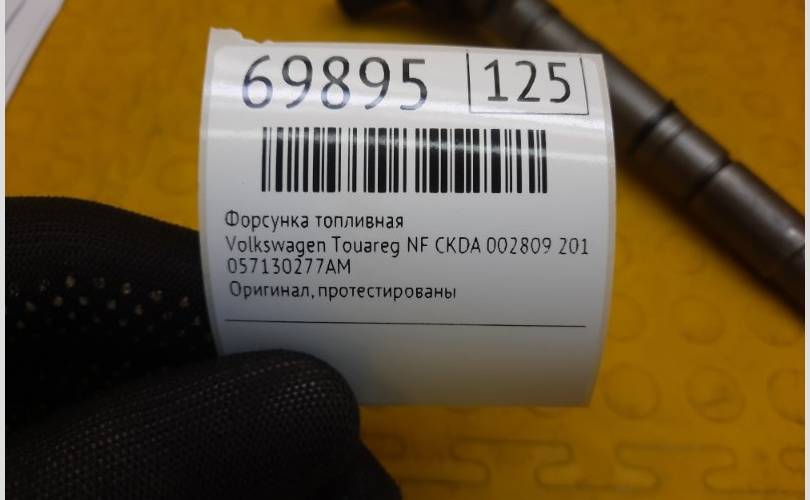 69895 125
Форсунка топливная
Volkswagen Touareg NF CKDA 002809 201
057130277AM
Оригинал, протестированы